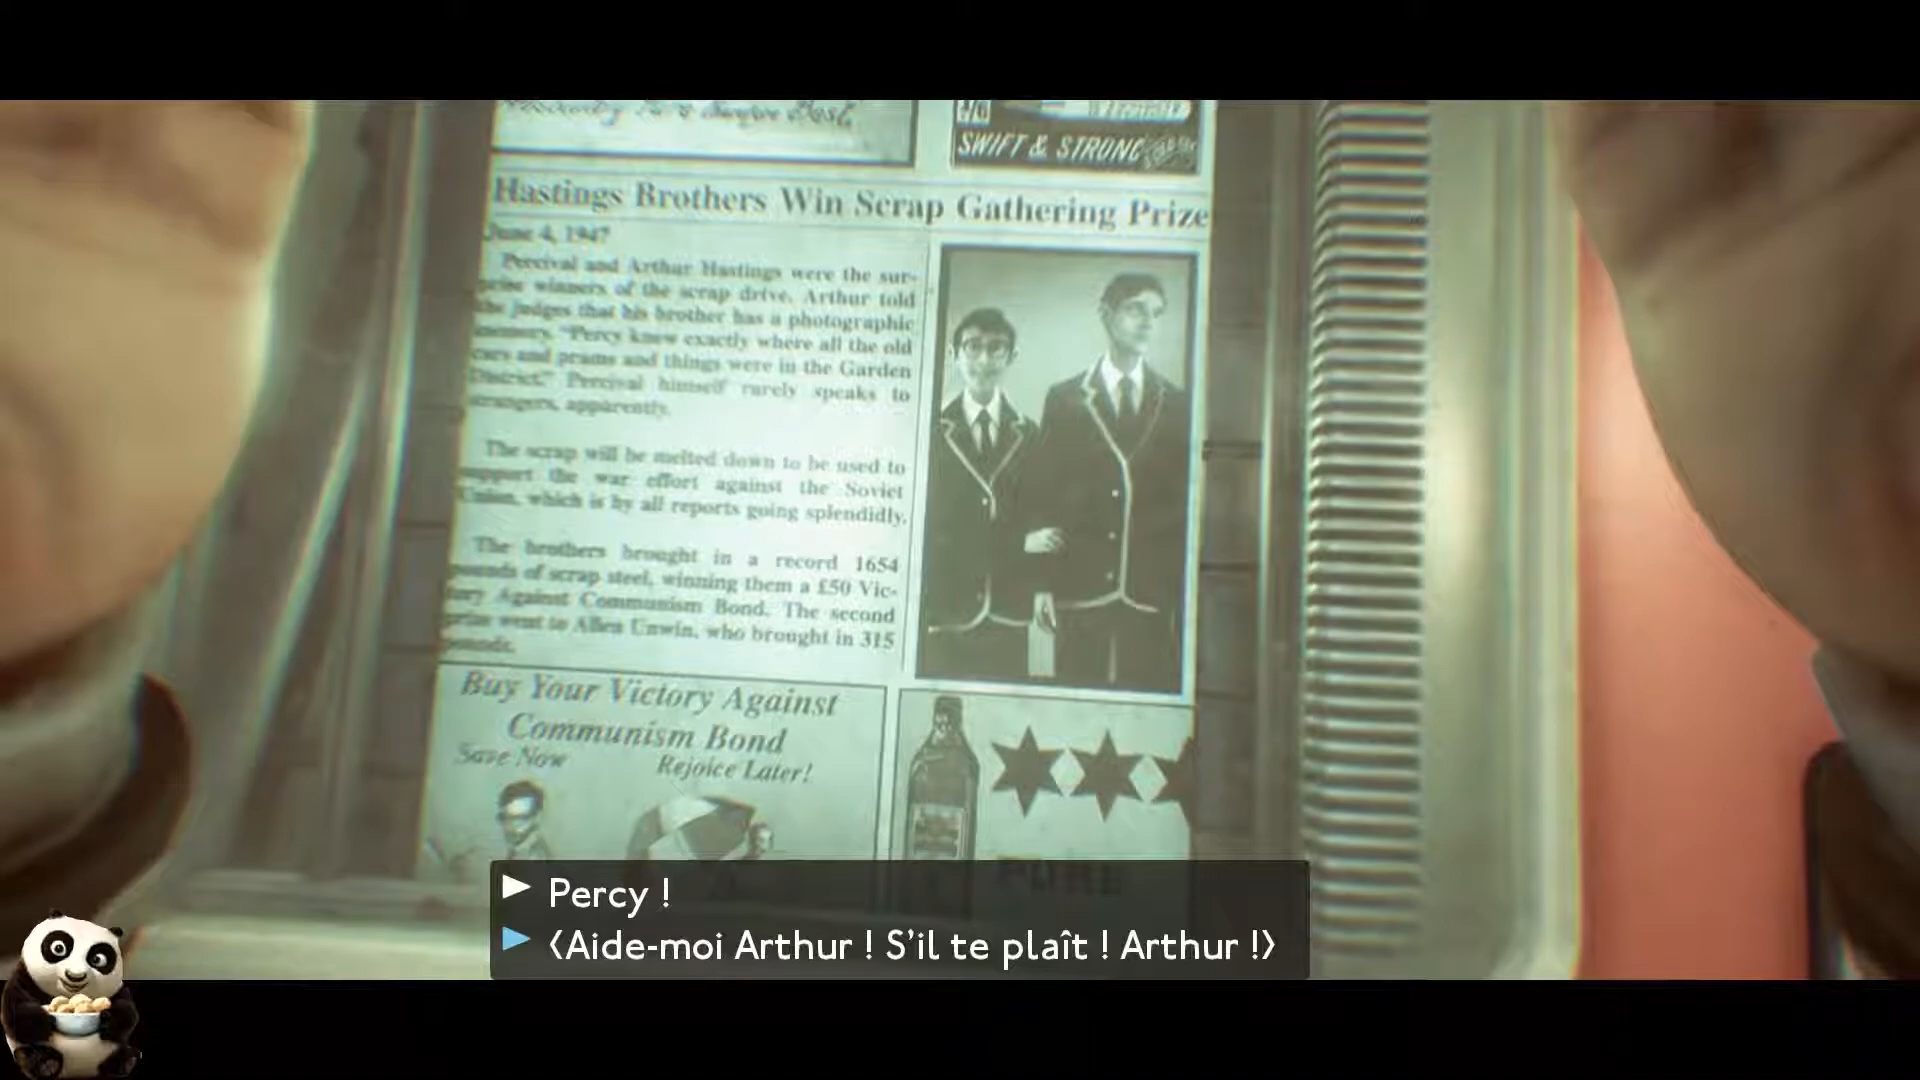 SWIFT & STRONG
Hastings Brothers Win Scrap Gathering Prize
June 4, 1947
Percival and Arthur Hastings were the sur-
prise winners of the scrap drive. Arthur told
the judges that his brother has a photographic
memory. "Percy knew exactly where all the old
cars and prams and things were in the Garden
District." Percival himself rarely speaks to
strangers, apparently.
The scrap will be melted down to be used to
support the war effort against the Soviet
Union, which is by all reports going splendidly.
The brothers brought in a record 1654
pounds of scrap steel, winning them a £50 Vic-
tory Against Communism Bond. The second
prize went to Allen Unwin, who brought in 315
pounds.
Buy Your Victory Against
Communism Bond
Save Now
Rejoice Later!
Percy !
‹Aide-moi Arthur ! S'il te plaît ! Arthur !›